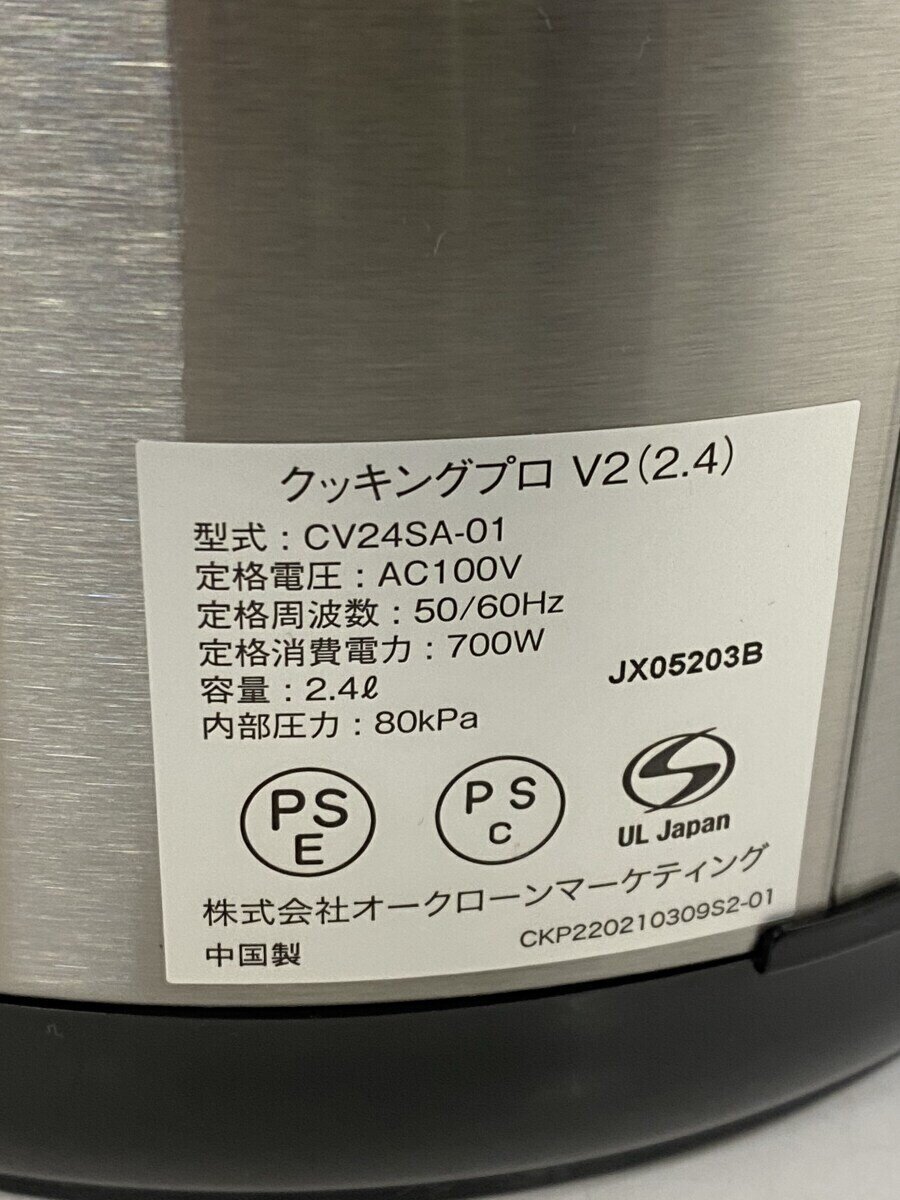 クッキングプロ V2(2.4)
型式：CV24SA-01
定格電圧：AC100V
定格周波数：50/60Hz
定格消費電力：700W
容量：2.4ℓ
内部圧力：80kPa
JX05203B
PS
E
PS
C
UL Japan
株式会社オークローンマーケティング
中国製
CKP220210309S2-01